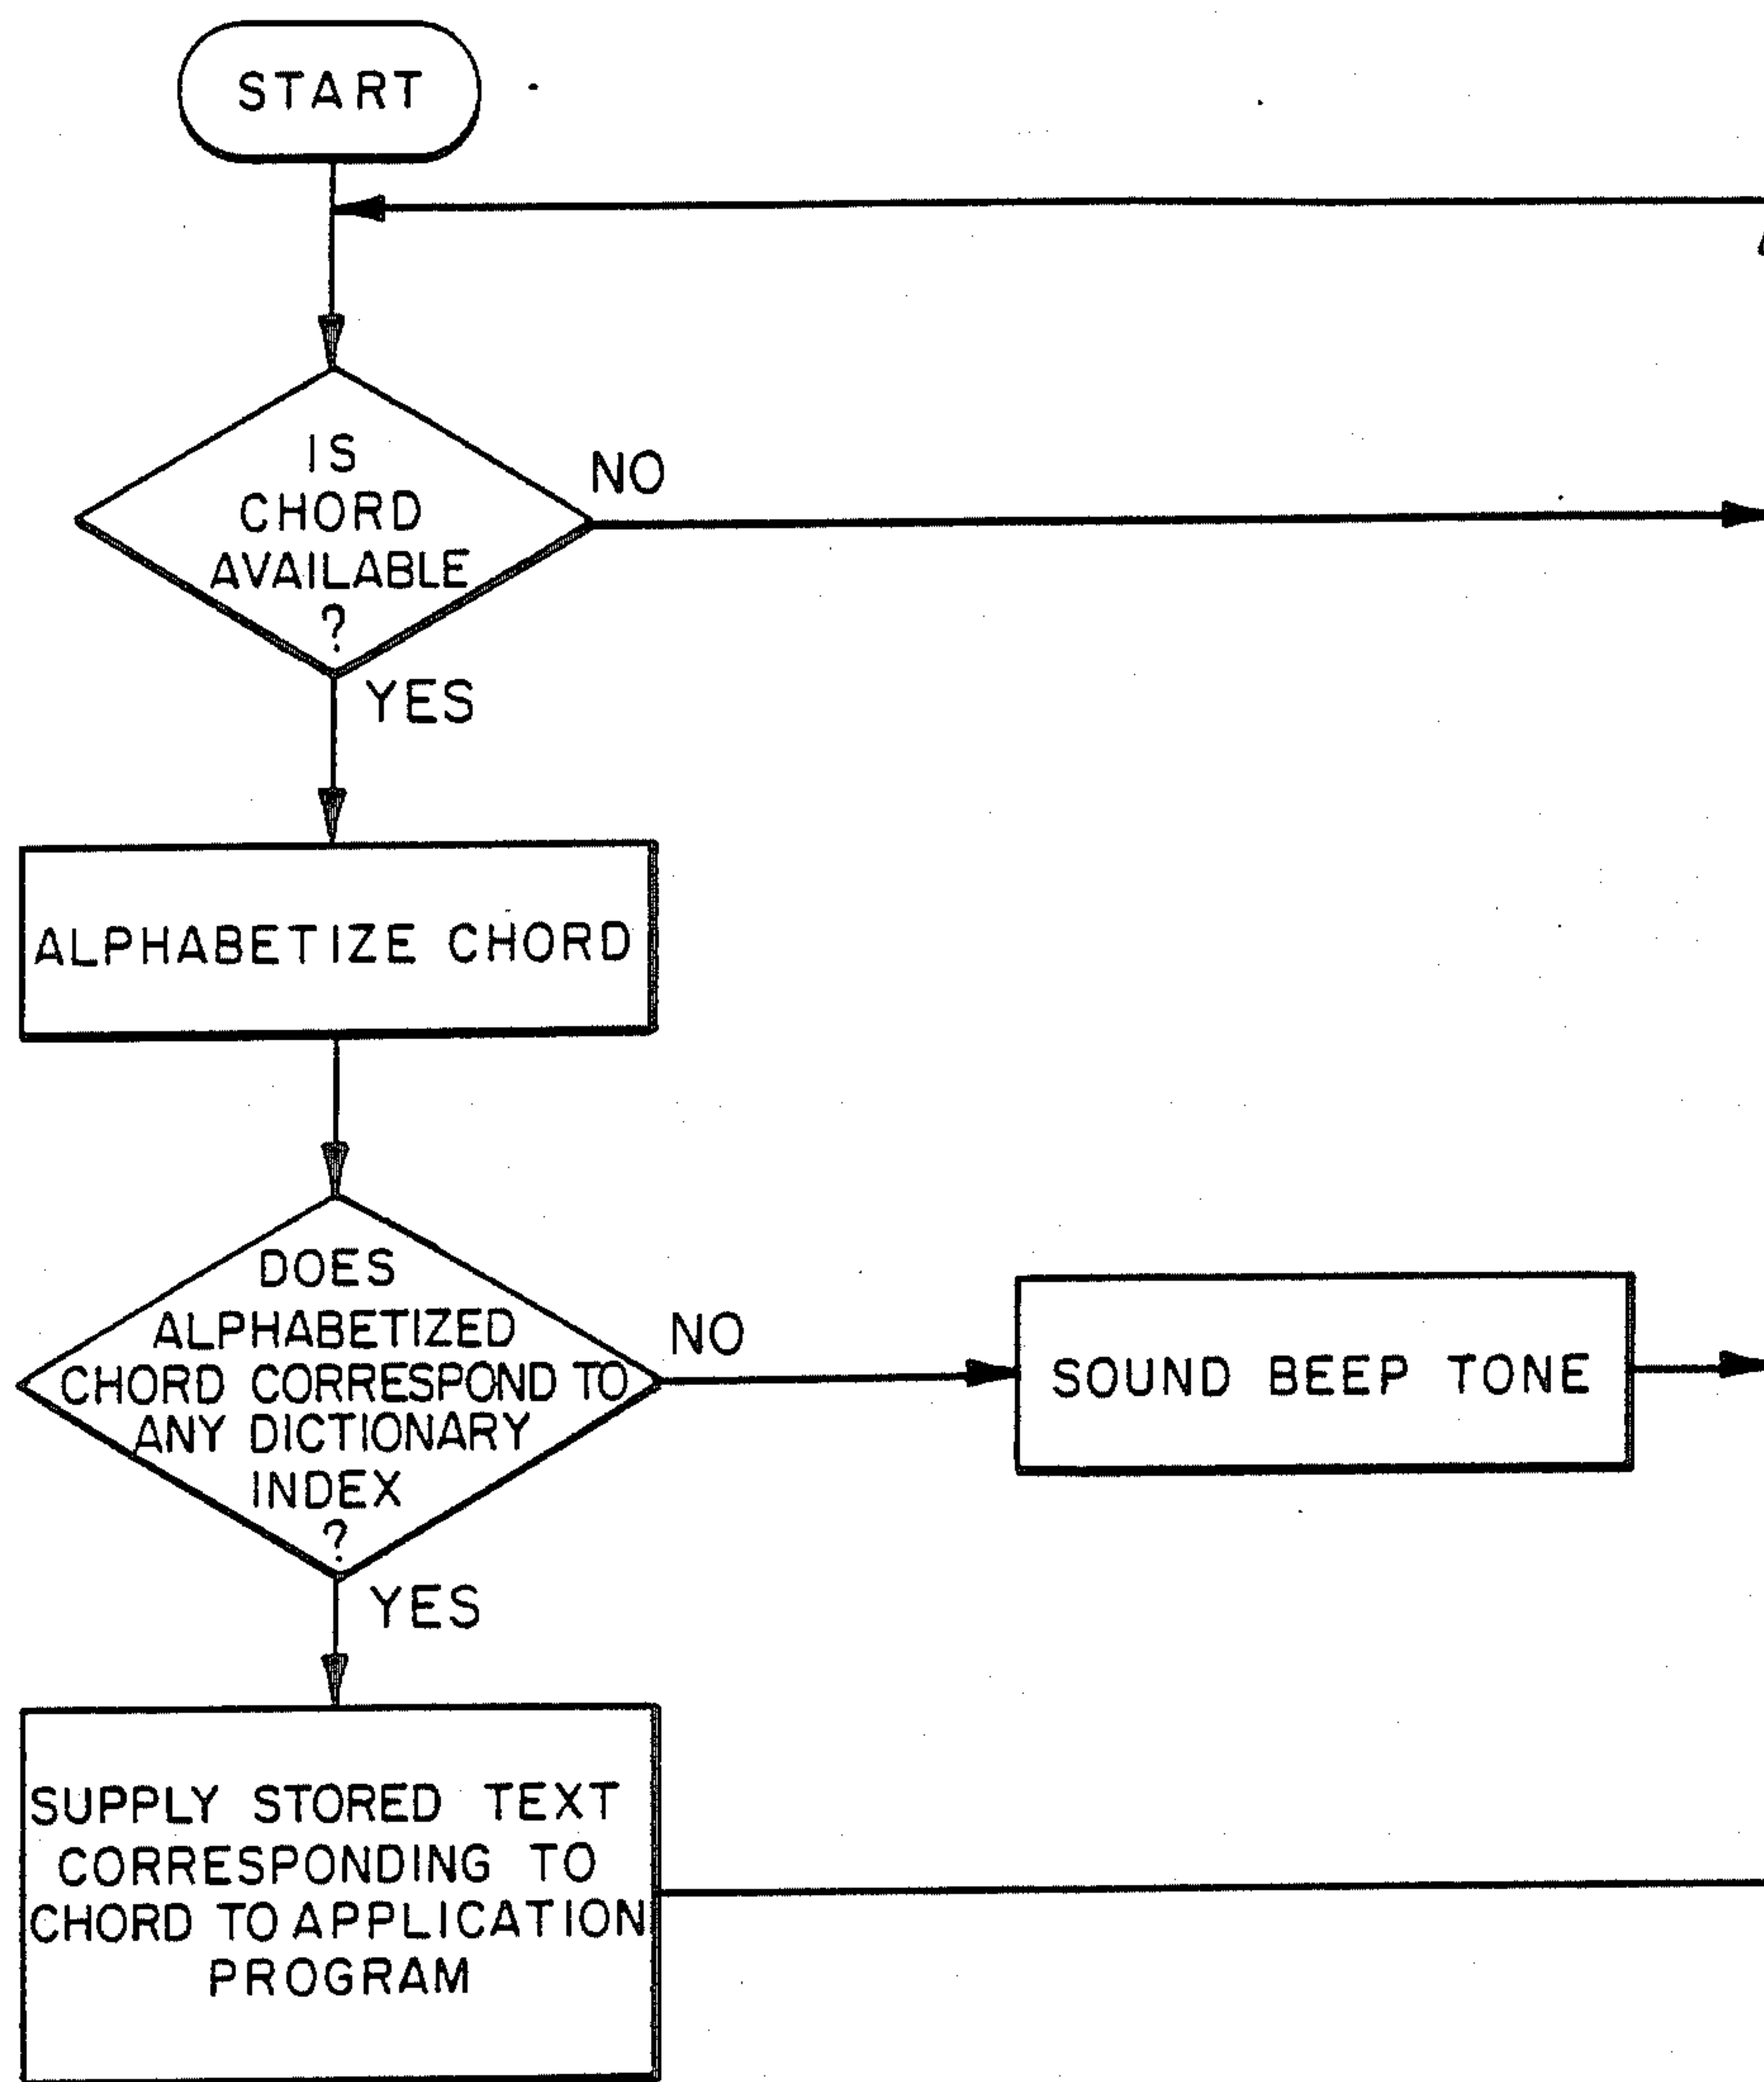 START
IS
CHORD
AVAILABLE
?
NO
YES
ALPHABETIZE CHORD
DOES
ALPHABETIZED
CHORD CORRESPOND TO
ANY DICTIONARY
INDEX
?
NO
SOUND BEEP TONE
YES
SUPPLY STORED TEXT
CORRESPONDING TO
CHORD TO APPLICATION
PROGRAM